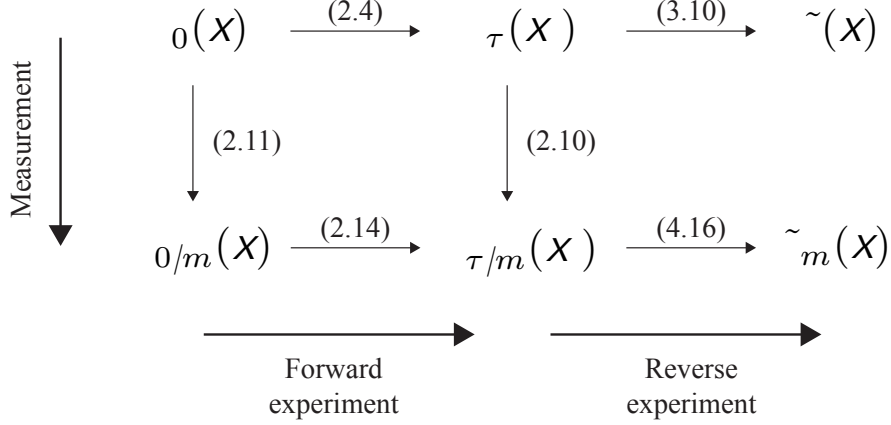 ₀(X) (2.4) τ(X) (3.10) ~(X)
Measurement
(2.11) (2.10)
₀/m(X) (2.14) τ/m(X) (4.16) ~m(X)
Forward
experiment
Reverse
experiment